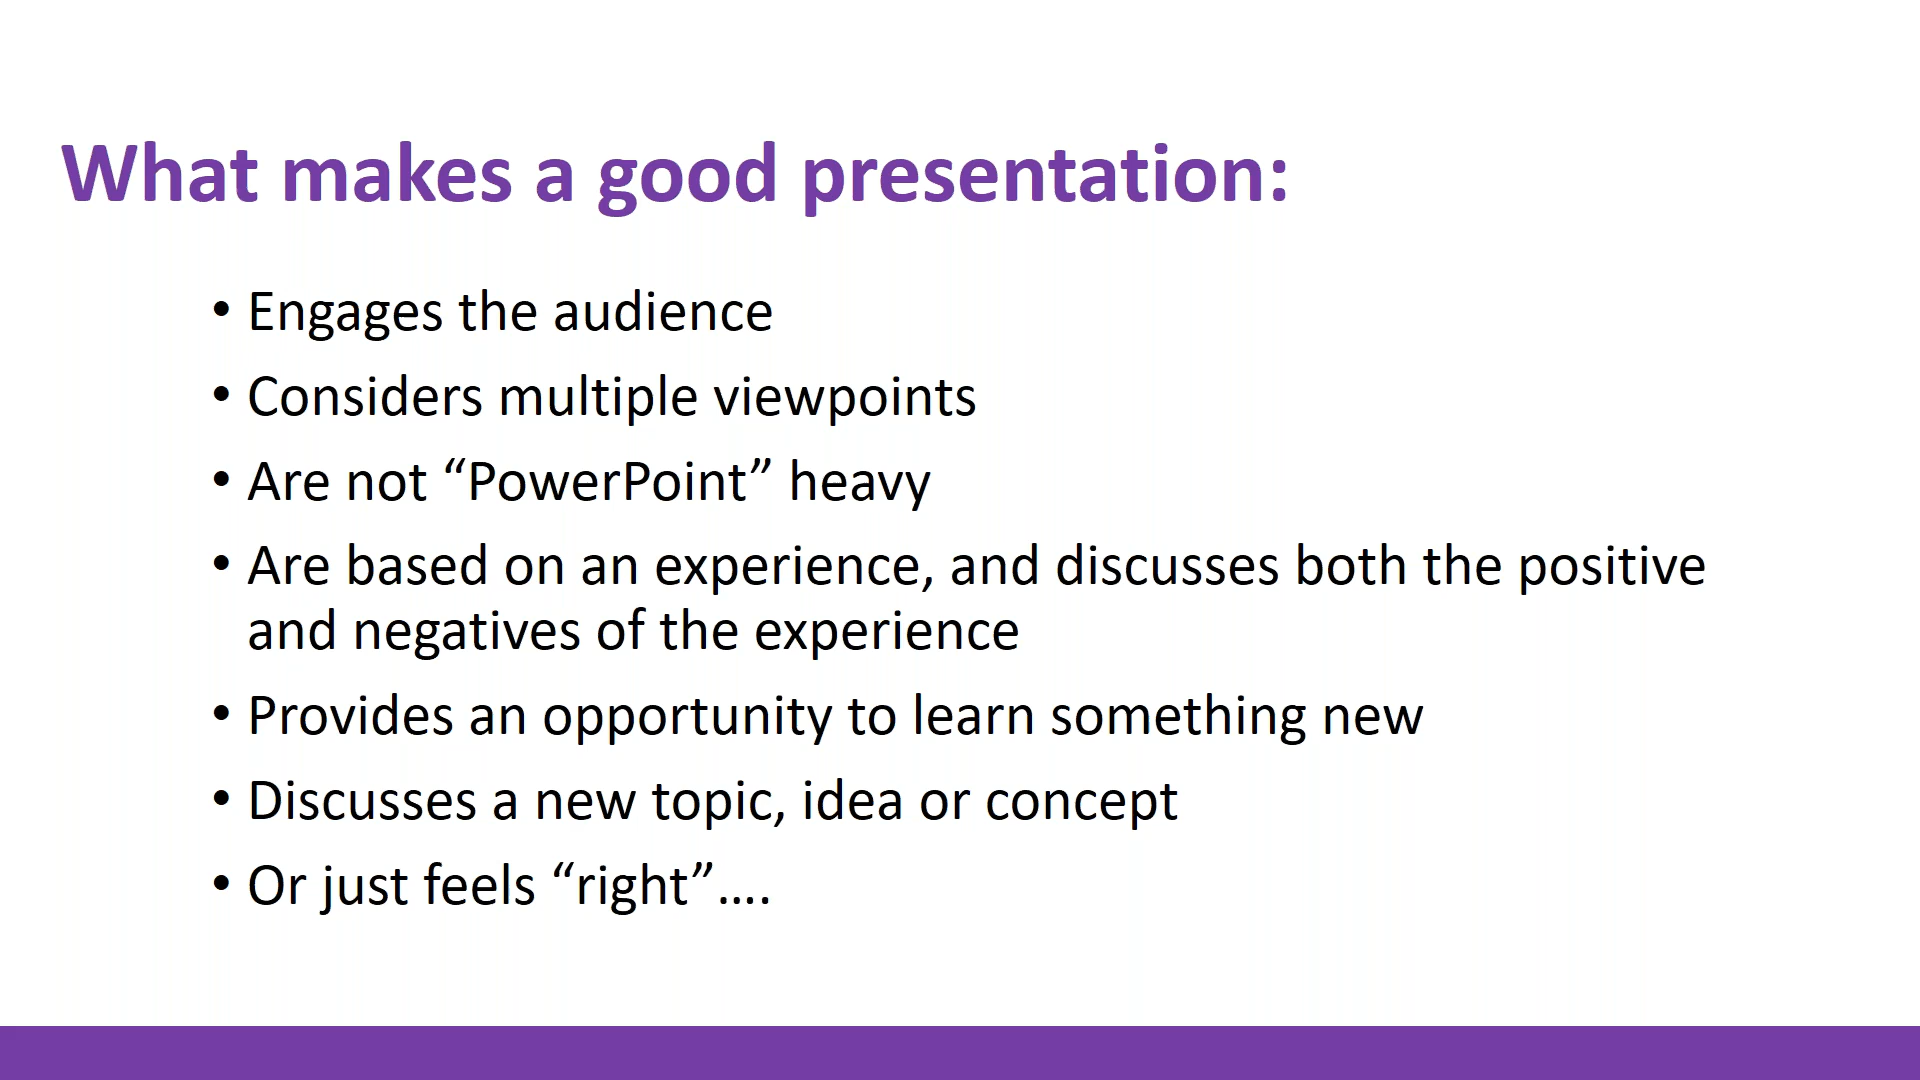 What makes a good presentation:
• Engages the audience
• Considers multiple viewpoints
• Are not “PowerPoint” heavy
• Are based on an experience, and discusses both the positive
and negatives of the experience
• Provides an opportunity to learn something new
• Discusses a new topic, idea or concept
• Or just feels “right”....